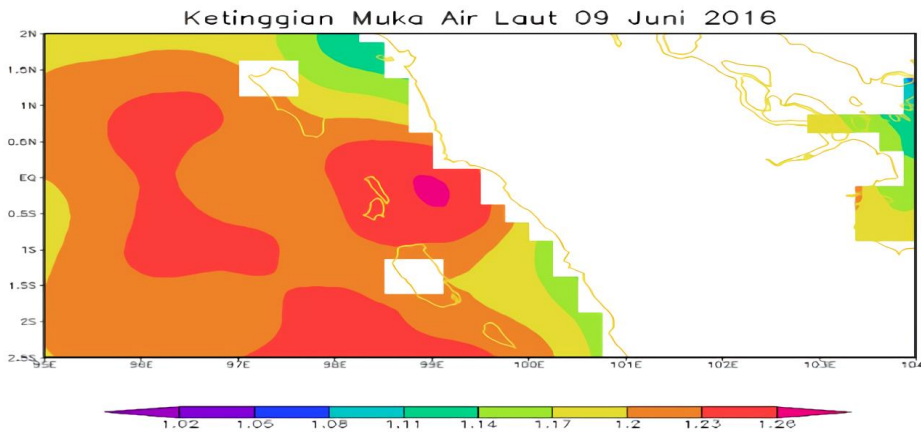 Ketinggian Muka Air Laut 09 Juni 2016
2N
1.5N
1N
0.5N
EQ
0.5S
1S
1.5S
2S
2.5S
95E 96E 97E 98E 99E 100E 101E 102E 103E 104
1.02 1.05 1.08 1.11 1.14 1.17 1.2 1.23 1.26